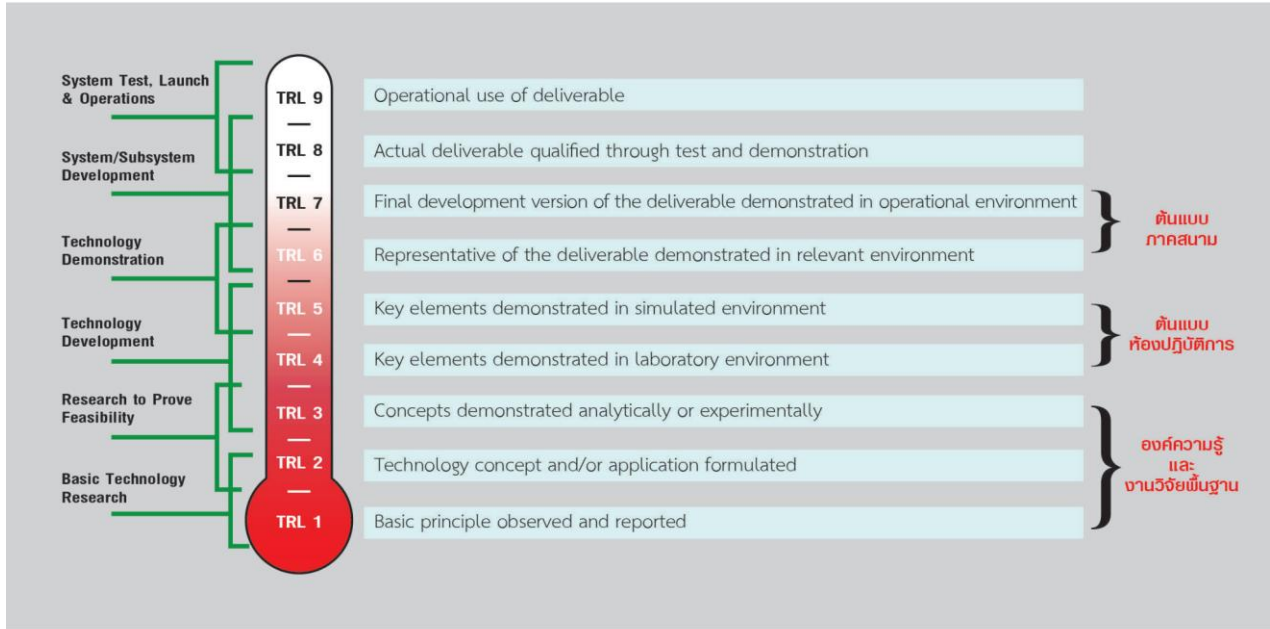 System Test, Launch
& Operations
TRL 9
Operational use of deliverable
System/Subsystem
Development
TRL 8
Actual deliverable qualified through test and demonstration
TRL 7
Final development version of the deliverable demonstrated in operational environment
ต้นแบบ
ภาคสนาม
Technology
Demonstration
TRL 6
Representative of the deliverable demonstrated in relevant environment
TRL 5
Key elements demonstrated in simulated environment
ต้นแบบ
ห้องปฏิบัติการ
Technology
Development
TRL 4
Key elements demonstrated in laboratory environment
Research to Prove
Feasibility
TRL 3
Concepts demonstrated analytically or experimentally
องค์ความรู้
และ
งานวิจัยพื้นฐาน
TRL 2
Technology concept and/or application formulated
Basic Technology
Research
TRL 1
Basic principle observed and reported